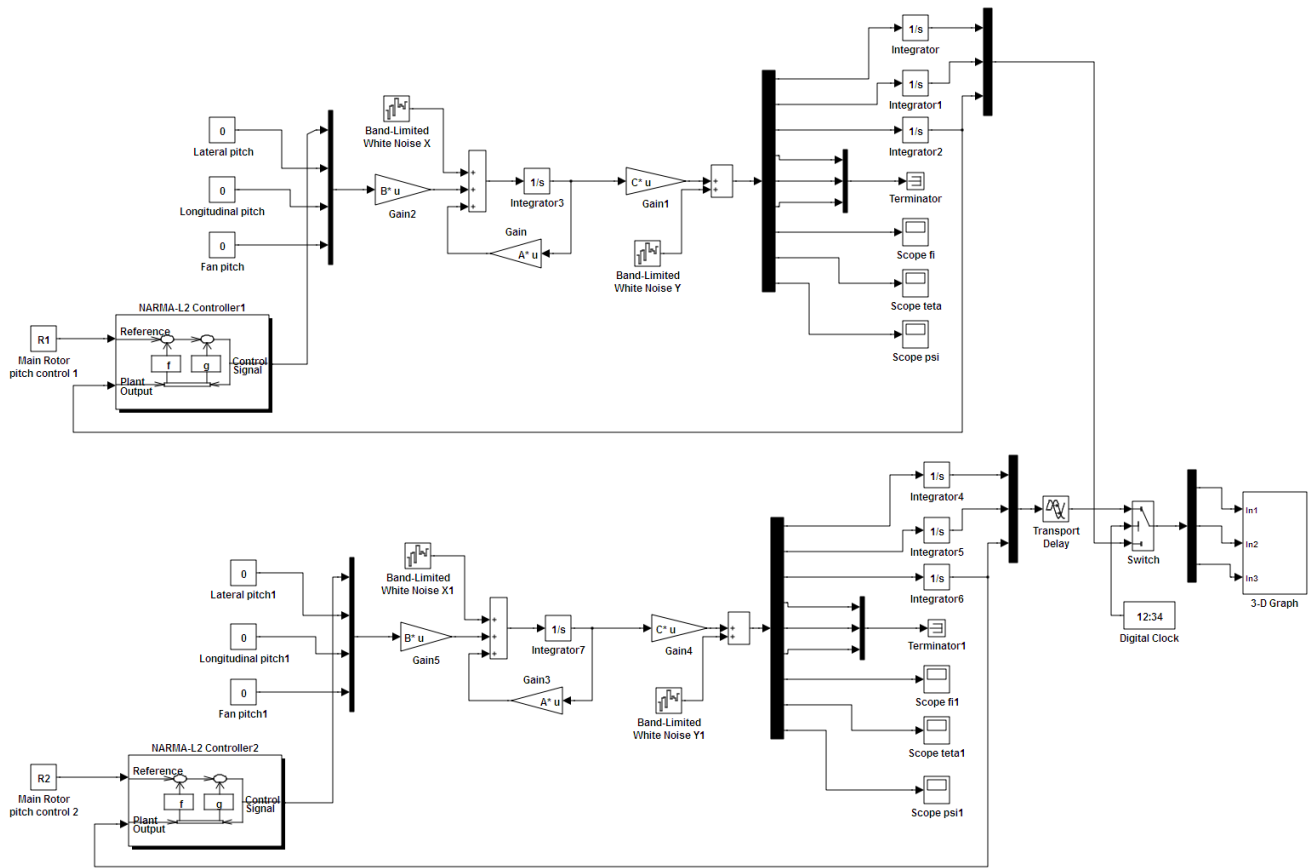 1/s
Integrator
1/s
Integrator1
1/s
Integrator2
Band-Limited
White Noise X
0
Lateral pitch
0
Longitudinal pitch
0
Fan pitch
B* u
Gain2
+
+
+
1/s
Integrator3
Gain
A* u
C* u
Gain1
+
+
Band-Limited
White Noise Y
Terminator
Scope fi
Scope teta
Scope psi
NARMA-L2 Controller1
Reference
f
g
Control
Signal
Plant
Output
R1
Main Rotor
pitch control 1
1/s
Integrator4
1/s
Integrator5
1/s
Integrator6
Transport
Delay
Switch
In1
In2
In3
3-D Graph
12:34
Digital Clock
Band-Limited
White Noise X1
0
Lateral pitch1
0
Longitudinal pitch1
0
Fan pitch1
B* u
Gain5
+
+
+
1/s
Integrator7
Gain3
A* u
C* u
Gain4
+
+
Band-Limited
White Noise Y1
Terminator1
Scope fi1
Scope teta1
Scope psi1
NARMA-L2 Controller2
Reference
f
g
Control
Signal
Plant
Output
R2
Main Rotor
pitch control 2